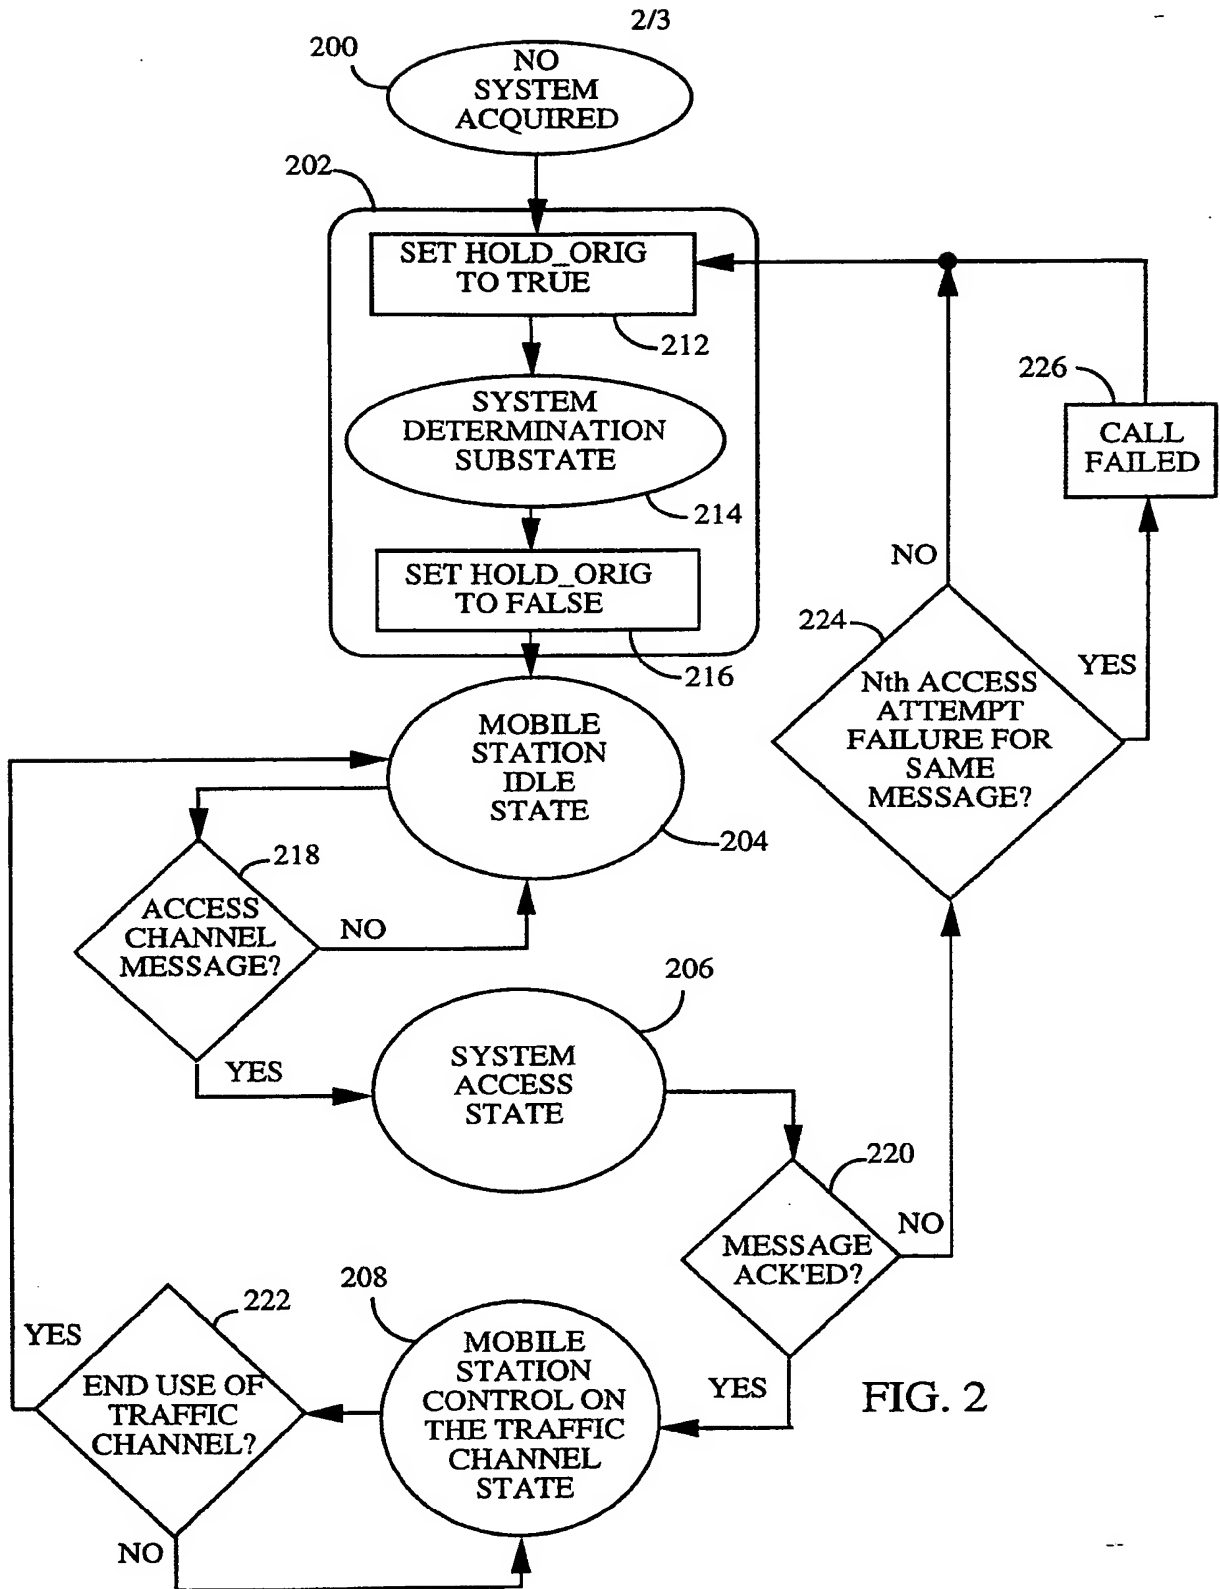 2/3
200
NO
SYSTEM
ACQUIRED
202
SET HOLD_ORIG
TO TRUE
212
SYSTEM
DETERMINATION
SUBSTATE
214
SET HOLD_ORIG
TO FALSE
216
226
CALL
FAILED
NO
224
YES
Nth ACCESS
ATTEMPT
FAILURE FOR
SAME
MESSAGE?
MOBILE
STATION
IDLE
STATE
204
218
ACCESS
CHANNEL
MESSAGE?
NO
YES
206
SYSTEM
ACCESS
STATE
220
NO
MESSAGE
ACK'ED?
YES
208
MOBILE
STATION
CONTROL ON
THE TRAFFIC
CHANNEL
STATE
222
YES
END USE OF
TRAFFIC
CHANNEL?
NO
FIG. 2